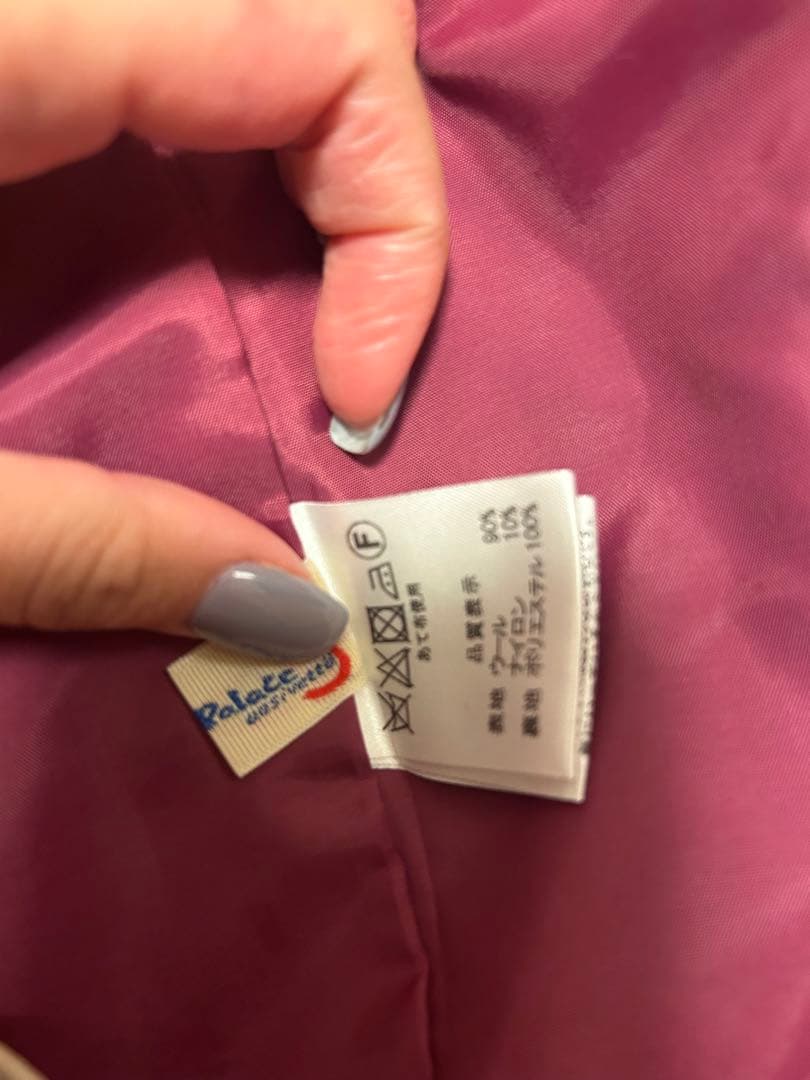 Palace
品質表示
表地 ウール 90%
ナイロン 10%
裏地 ポリエステル 100%
あて布使用
F